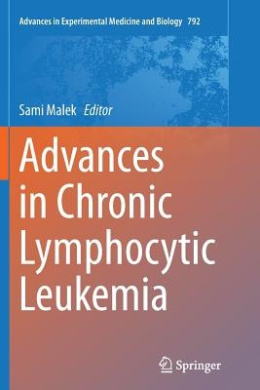 Advances in Experimental Medicine and Biology 792
Sami Malek Editor
Advances
in Chronic
Lymphocytic
Leukemia
Springer